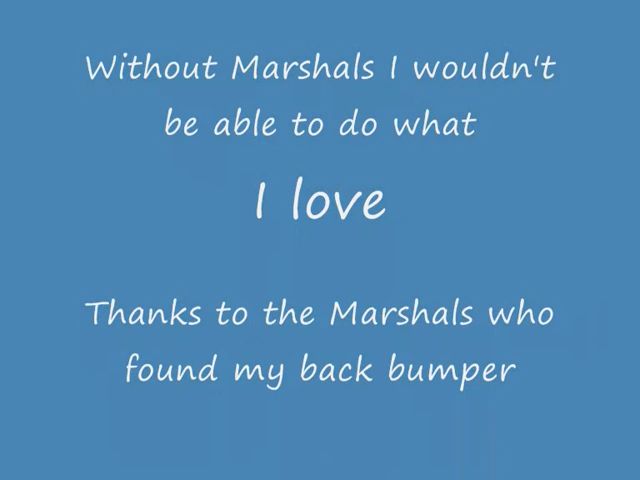 Without Marshals I wouldn't
be able to do what
I love
Thanks to the Marshals who
found my back bumper